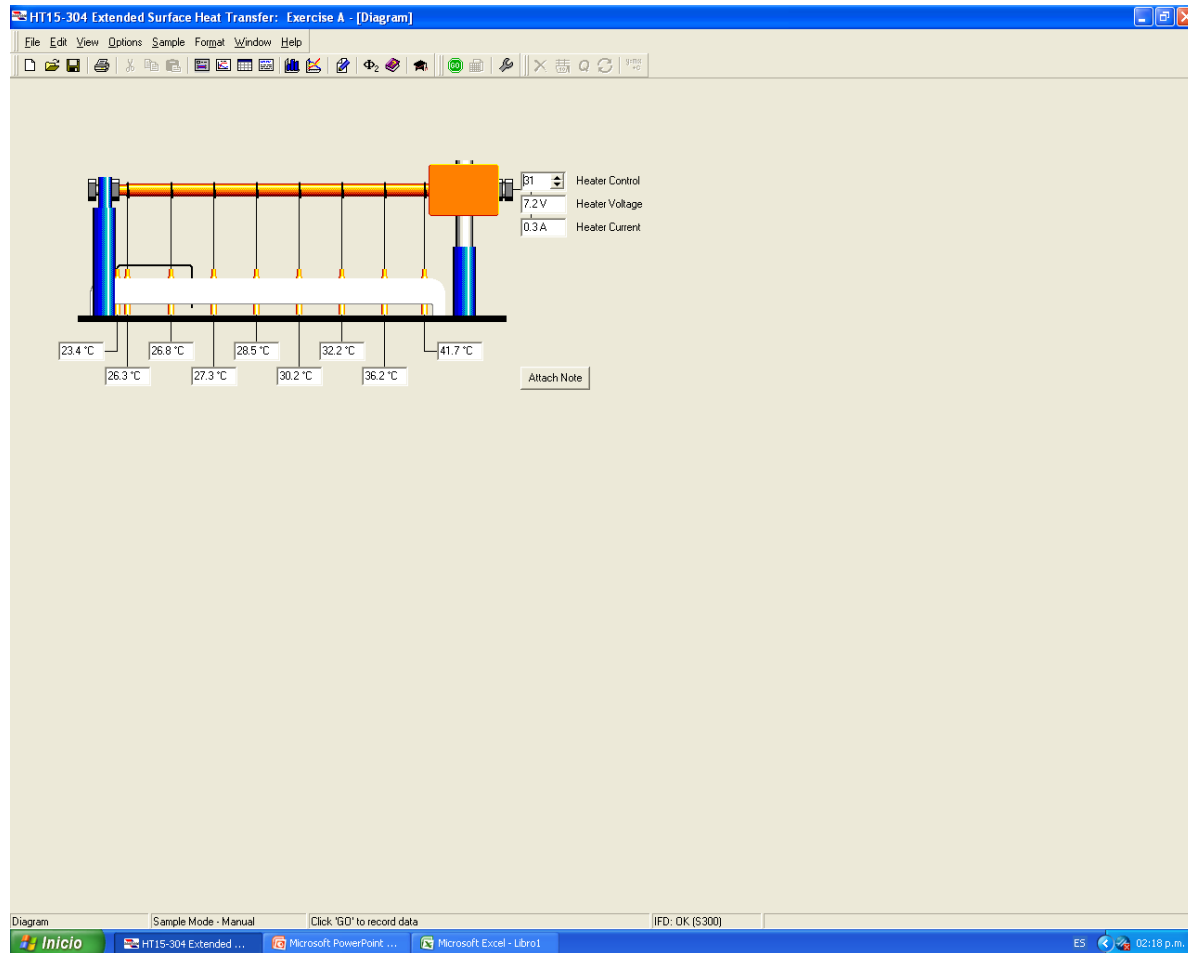 HT15-304 Extended Surface Heat Transfer: Exercise A - [Diagram]
File Edit View Options Sample Format Window Help
31 Heater Control
7.2 V Heater Voltage
0.3 A Heater Current
23.4 °C 26.8 °C 28.5 °C 32.2 °C 41.7 °C
26.3 °C 27.3 °C 30.2 °C 36.2 °C Attach Note
Diagram Sample Mode - Manual Click 'GO' to record data IFD: OK (S300)
Inicio HT15-304 Extended ... Microsoft PowerPoint ... Microsoft Excel - Libro1 ES 02:18 p.m.